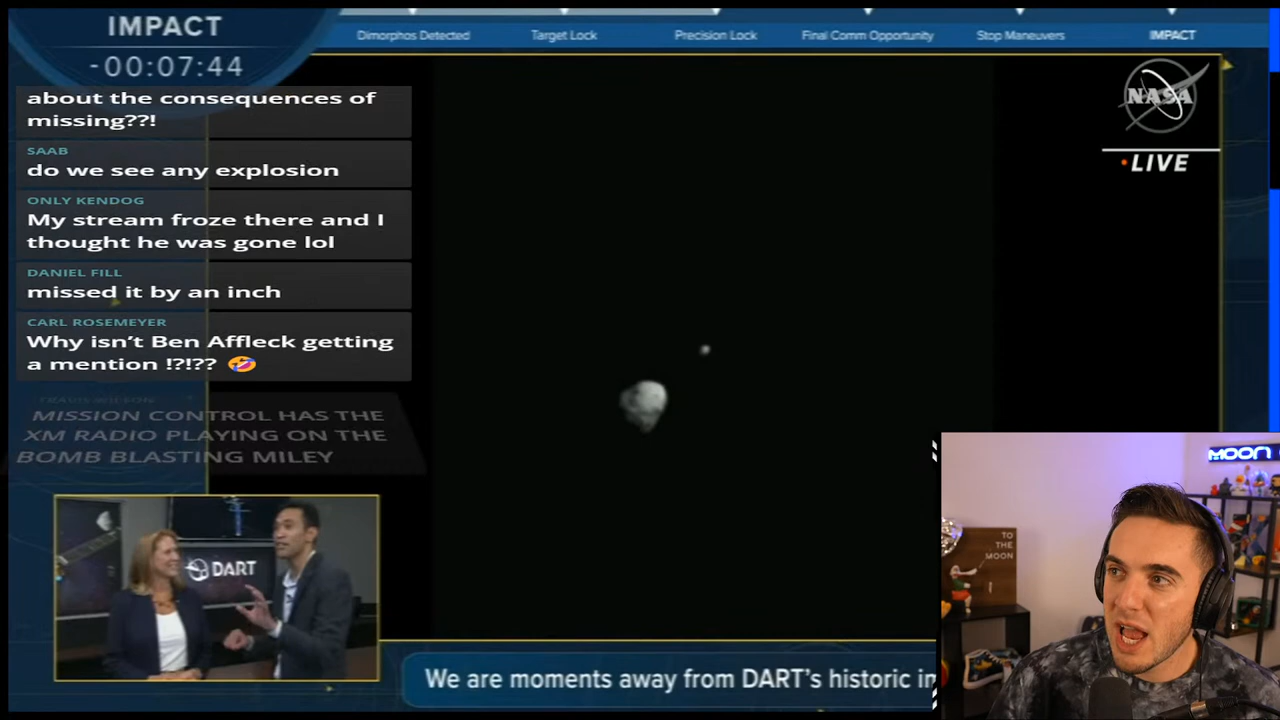 IMPACT
-00:07:44
Dimorphos Detected
Target Lock
Precision Lock
Final Comm Opportunity
Stop Maneuvers
IMPACT
NASA
LIVE
about the consequences of
missing??!
SAAB
do we see any explosion
ONLY KENDOG
My stream froze there and I
thought he was gone lol
DANIEL FILL
missed it by an inch
CARL ROSEMEYER
Why isn't Ben Affleck getting
a mention !?!?? 🤣
MISSION CONTROL HAS THE
XM RADIO PLAYING ON THE
BOMB BLASTING MILEY
DART
MOON
TO
THE
MOON
We are moments away from DART's historic